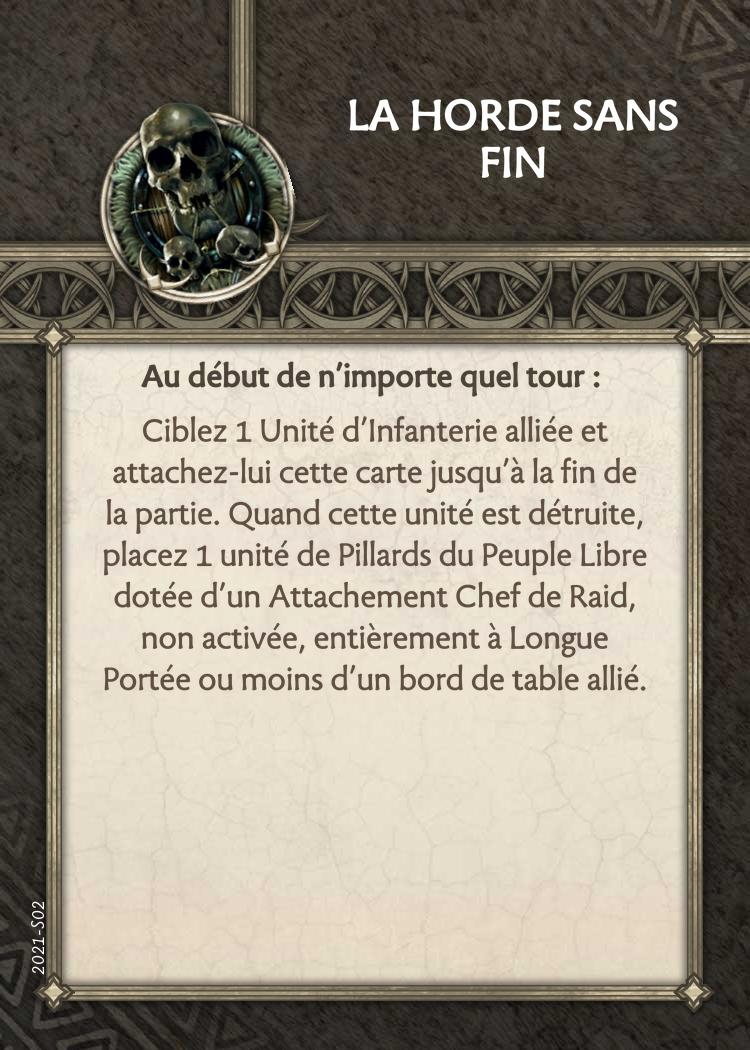 LA HORDE SANS
FIN
Au début de n’importe quel tour :
Ciblez 1 Unité d’Infanterie alliée et
attachez-lui cette carte jusqu’à la fin de
la partie. Quand cette unité est détruite,
placez 1 unité de Pillards du Peuple Libre
dotée d’un Attachement Chef de Raid,
non activée, entièrement à Longue
Portée ou moins d’un bord de table allié.
2021-S02